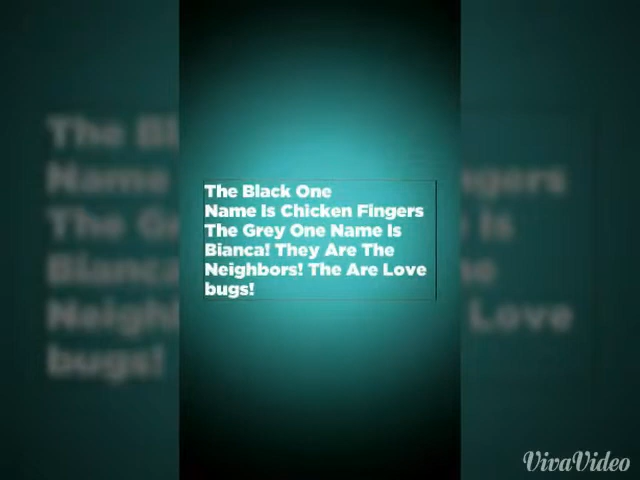 The Black One
Name Is Chicken Fingers
The Grey One Name Is
Bianca! They Are The
Neighbors! The Are Love
bugs!
VivaVideo